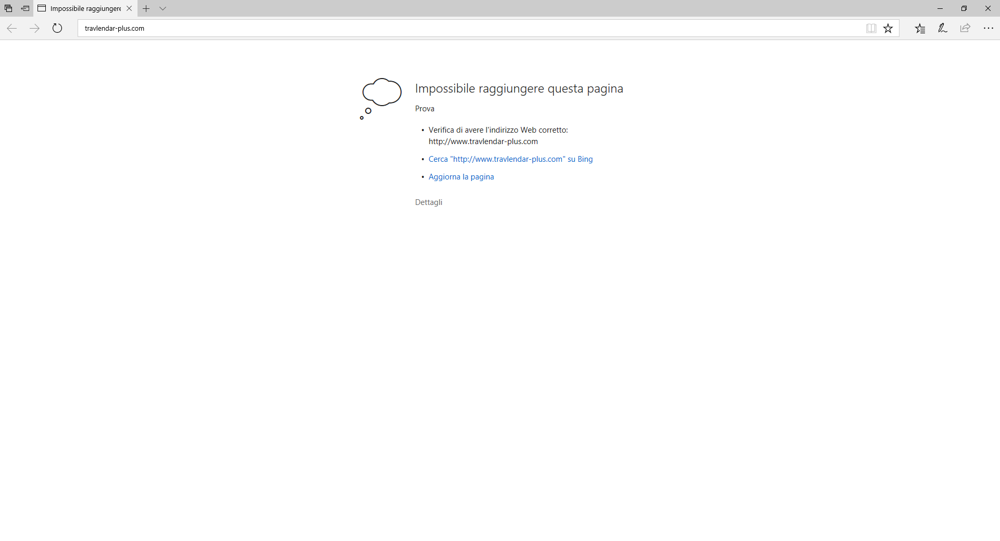 Impossibile raggiungere
travlendar-plus.com
Impossibile raggiungere questa pagina
Prova
• Verifica di avere l'indirizzo Web corretto:
http://www.travlendar-plus.com
• Cerca "http://www.travlendar-plus.com" su Bing
• Aggiorna la pagina
Dettagli